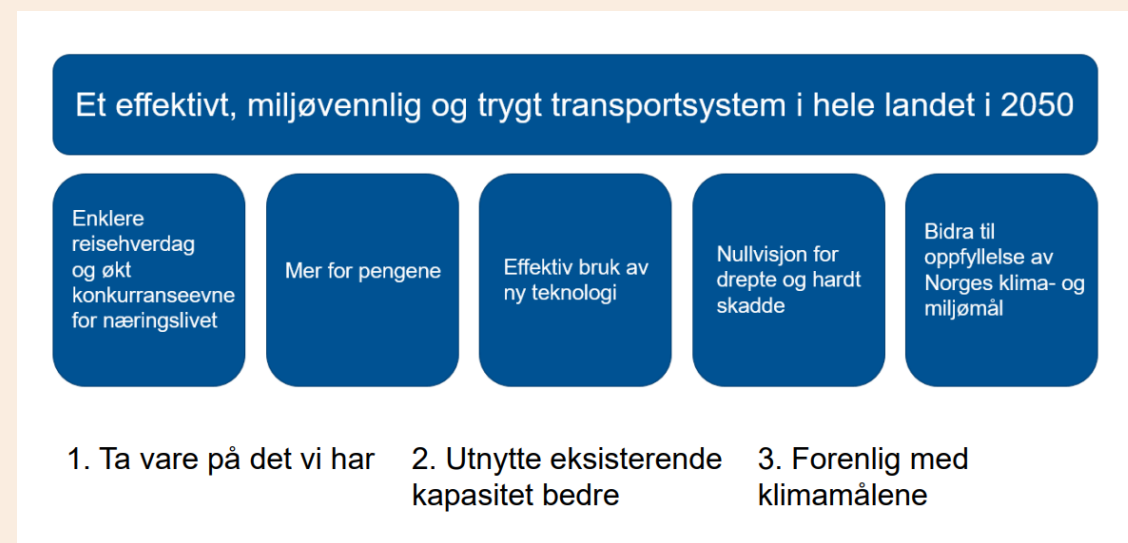 Et effektivt, miljøvennlig og trygt transportsystem i hele landet i 2050
Enklere
reisehverdag
og økt
konkurranseevne
for næringslivet
Mer for pengene
Effektiv bruk av
ny teknologi
Nullvisjon for
drepte og hardt
skadde
Bidra til
oppfyllelse av
Norges klima- og
miljømål
1. Ta vare på det vi har
2. Utnytte eksisterende
kapasitet bedre
3. Forenlig med
klimamålene